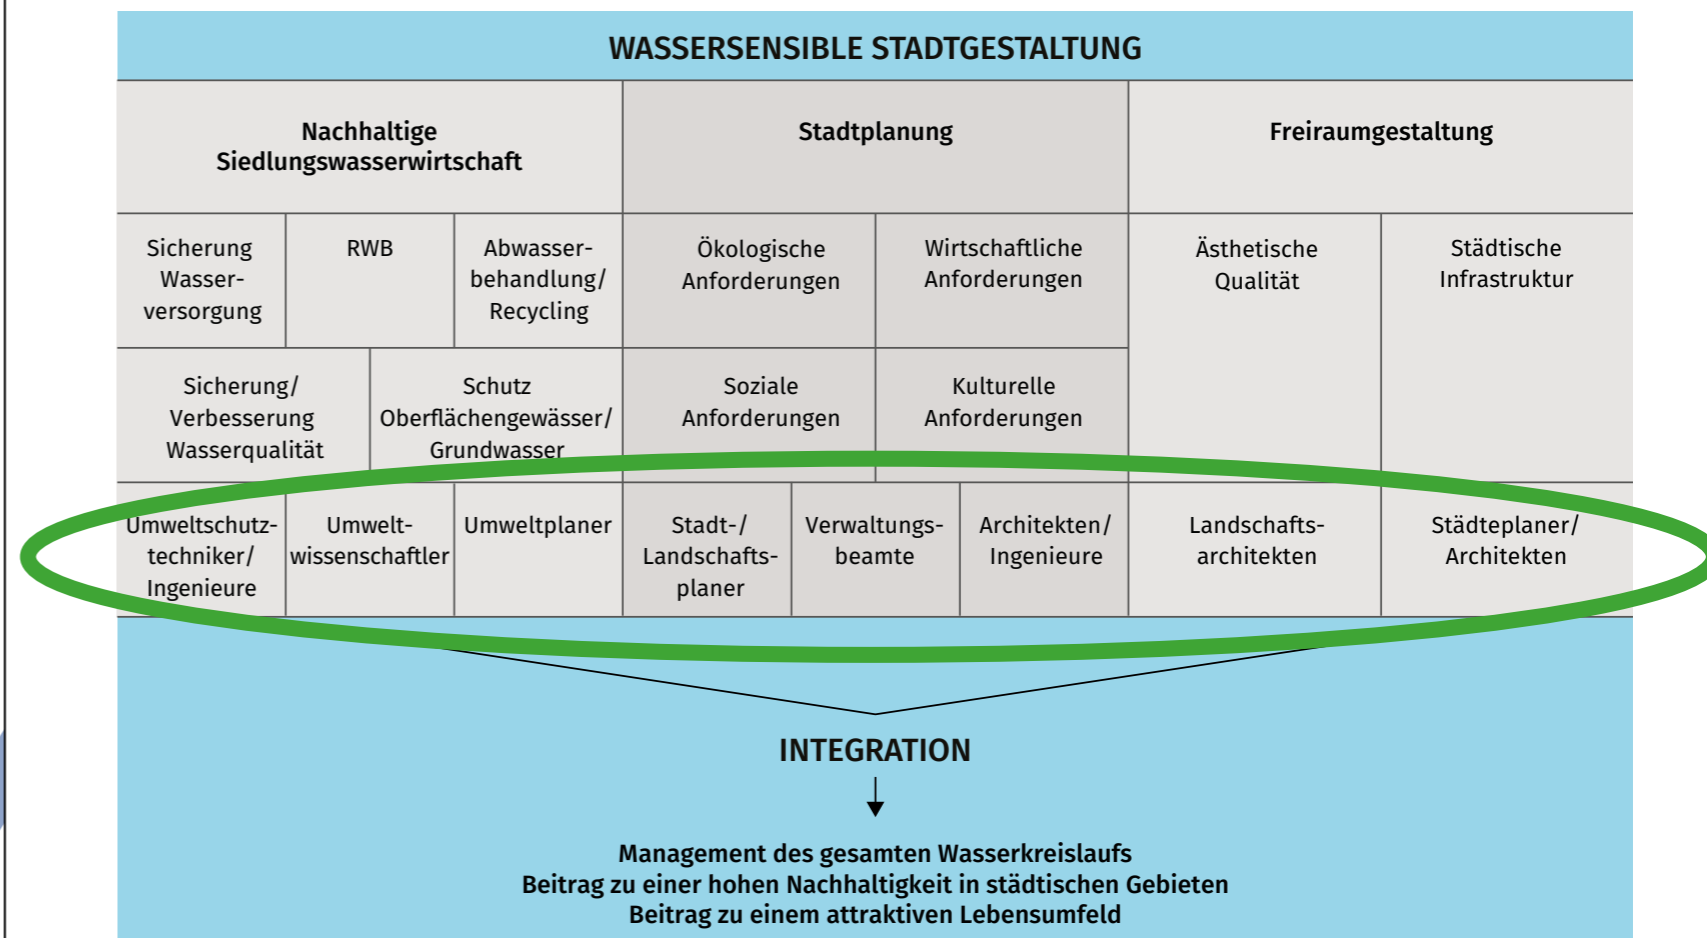 WASSERSENSIBLE STADTGESTALTUNG
Nachhaltige
Siedlungswasserwirtschaft
Stadtplanung
Freiraumgestaltung
Sicherung
Wasser-
versorgung
RWB
Abwasser-
behandlung/
Recycling
Ökologische
Anforderungen
Wirtschaftliche
Anforderungen
Ästhetische
Qualität
Städtische
Infrastruktur
Sicherung/
Verbesserung
Wasserqualität
Schutz
Oberflächengewässer/
Grundwasser
Soziale
Anforderungen
Kulturelle
Anforderungen
Umweltschutz-
techniker/
Ingenieure
Umwelt-
wissenschaftler
Umweltplaner
Stadt-/
Landschafts-
planer
Verwaltungs-
beamte
Architekten/
Ingenieure
Landschafts-
architekten
Städteplaner/
Architekten
INTEGRATION
Management des gesamten Wasserkreislaufs
Beitrag zu einer hohen Nachhaltigkeit in städtischen Gebieten
Beitrag zu einem attraktiven Lebensumfeld